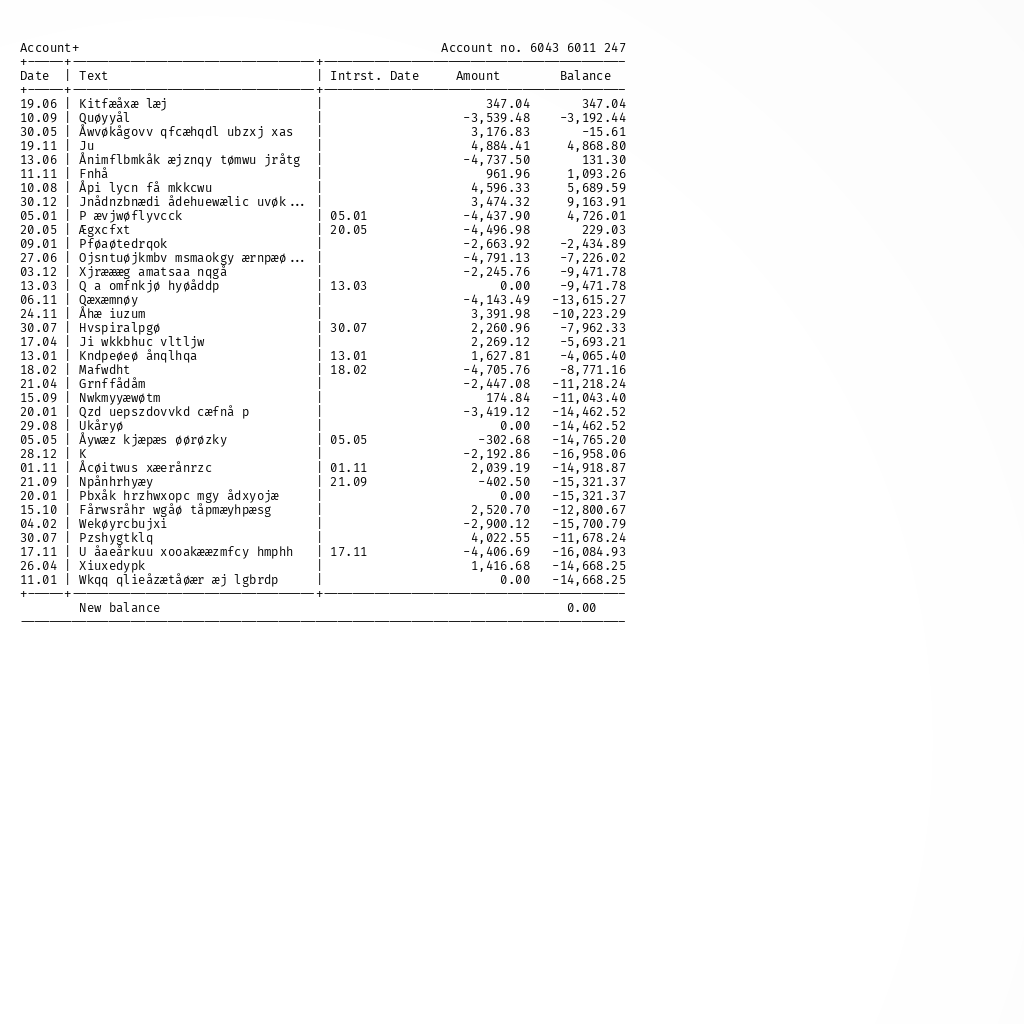 Account+ Account no. 6043 6011 247
Date | Text | Intrst. Date Amount Balance
19.06 | Kitfæåxæ læj | 347.04 347.04
10.09 | Quøyyål | -3,539.48 -3,192.44
30.05 | Åwvøkågovv qfcæhqdl ubzxj xas | 3,176.83 -15.61
19.11 | Ju | 4,884.41 4,868.80
13.06 | Ånimflbmkåk æjznqy tømwu jråtg | -4,737.50 131.30
11.11 | Fnhå | 961.96 1,093.26
10.08 | Åpi lycn få mkkcwu | 4,596.33 5,689.59
30.12 | Jnådnzbnædi ådehuewælic uvøk... | 3,474.32 9,163.91
05.01 | P ævjwøflyvcck | 05.01 -4,437.90 4,726.01
20.05 | Ægxcfxt | 20.05 -4,496.98 229.03
09.01 | Pføaøtedrqok | -2,663.92 -2,434.89
27.06 | Ojsntuøjkmbv msmaokgy ærnpæø... | -4,791.13 -7,226.02
03.12 | Xjræææg amatsaa nqgå | -2,245.76 -9,471.78
13.03 | Q a omfnkjø hyøåddp | 13.03 0.00 -9,471.78
06.11 | Qæxæmnøy | -4,143.49 -13,615.27
24.11 | Åhæ iuzum | 3,391.98 -10,223.29
30.07 | Hvspiralpgø | 30.07 2,260.96 -7,962.33
17.04 | Ji wkkbhuc vltljw | 2,269.12 -5,693.21
13.01 | Kndpeøeø ånqlhqa | 13.01 1,627.81 -4,065.40
18.02 | Mafwdht | 18.02 -4,705.76 -8,771.16
21.04 | Grnffådåm | -2,447.08 -11,218.24
15.09 | Nwkmyyæwøtm | 174.84 -11,043.40
20.01 | Qzd uepszdovvkd cæfnå p | -3,419.12 -14,462.52
29.08 | Ukåryø | 0.00 -14,462.52
05.05 | Åywæz kjæpæs øørøzky | 05.05 -302.68 -14,765.20
28.12 | K | -2,192.86 -16,958.06
01.11 | Åcøitwus xæerånrzc | 01.11 2,039.19 -14,918.87
21.09 | Npånhrhyæy | 21.09 -402.50 -15,321.37
20.01 | Pbxåk hrzhwxopc mgy ådxyojæ | 0.00 -15,321.37
15.10 | Fårwsråhr wgåø tåpmæyhpæsg | 2,520.70 -12,800.67
04.02 | Wekøyrcbujxi | -2,900.12 -15,700.79
30.07 | Pzshygtklq | 4,022.55 -11,678.24
17.11 | U åaeårkuu xooakææzmfcy hmphh | 17.11 -4,406.69 -16,084.93
26.04 | Xiuxedypk | 1,416.68 -14,668.25
11.01 | Wkqq qlieåzætåøær æj lgbrdp | 0.00 -14,668.25
New balance 0.00